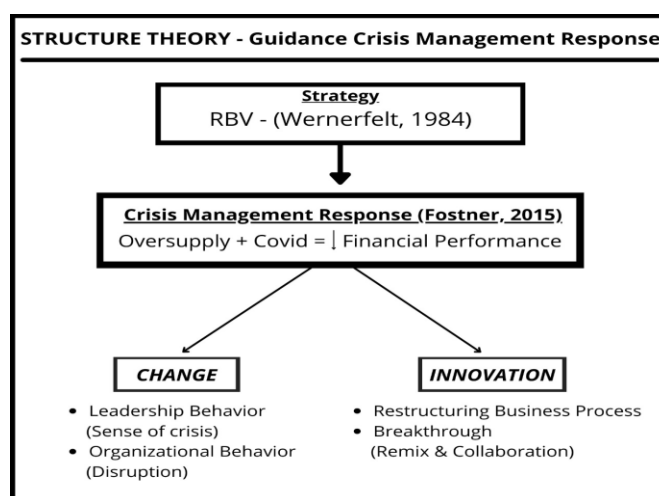 STRUCTURE THEORY - Guidance Crisis Management Response
Strategy
RBV - (Wernerfelt, 1984)
Crisis Management Response (Fostner, 2015)
Oversupply + Covid = ↓ Financial Performance
CHANGE
• Leadership Behavior
(Sense of crisis)
• Organizational Behavior
(Disruption)
INNOVATION
• Restructuring Business Process
• Breakthrough
(Remix & Collaboration)